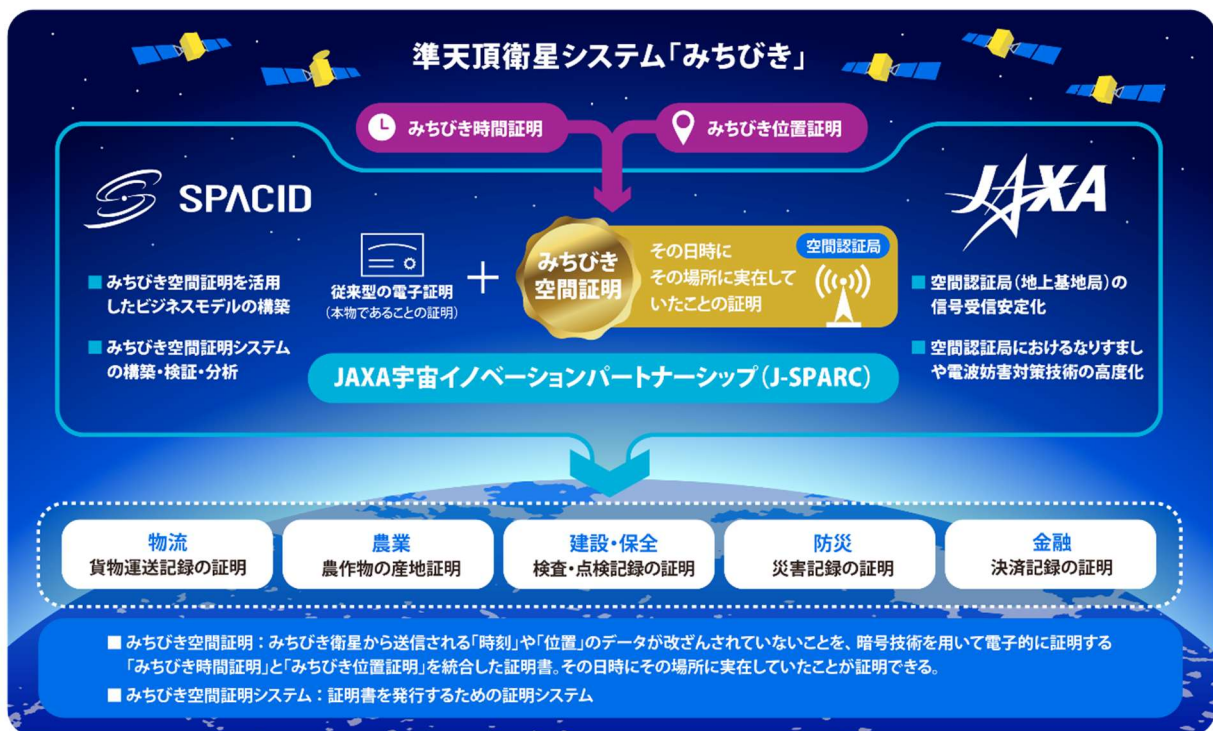 準天頂衛星システム「みちびき」
みちびき時間証明
みちびき位置証明
SPACID
■ みちびき空間証明を活用
したビジネスモデルの構築
■ みちびき空間証明システム
の構築・検証・分析
従来型の電子証明
(本物であることの証明)
+
みちびき
空間証明
その日時に
その場所に実在して
いたことの証明
空間認証局
JAXA
■ 空間認証局(地上基地局)の
信号受信安定化
■ 空間認証局におけるなりすまし
や電波妨害対策技術の高度化
JAXA宇宙イノベーションパートナーシップ(J-SPARC)
物流
貨物運送記録の証明
農業
農作物の産地証明
建設・保全
検査・点検記録の証明
防災
災害記録の証明
金融
決済記録の証明
■ みちびき空間証明：みちびき衛星から送信される「時刻」や「位置」のデータが改ざんされていないことを、暗号技術を用いて電子的に証明する
「みちびき時間証明」と「みちびき位置証明」を統合した証明書。その日時にその場所に実在していたことが証明できる。
■ みちびき空間証明システム：証明書を発行するための証明システム